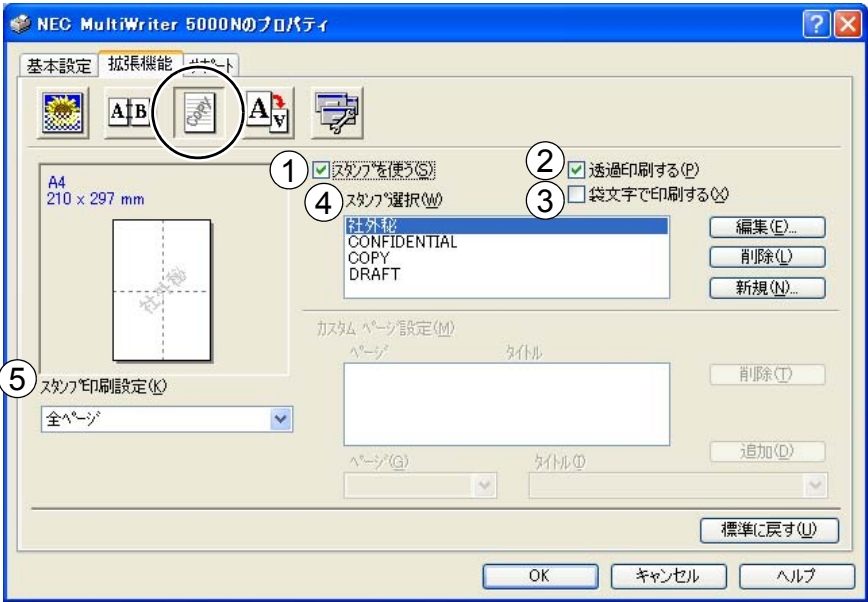 NEC MultiWriter 5000Nのプロパティ
基本設定 拡張機能 サポート
A B COPY A A
① スタンプを使う(S)
② 透過印刷する(P)
③ 袋文字で印刷する(X)
④ スタンプ選択(W)
社外秘
CONFIDENTIAL
COPY
DRAFT
編集(E)...
削除(L)
新規(N)...
A4
210 x 297 mm
社外秘
カスタム ページ設定(M)
ページ タイトル
削除(T)
追加(D)
ページ(G) タイトル(I)
⑤ スタンプ印刷設定(K)
全ページ
標準に戻す(U)
OK キャンセル ヘルプ